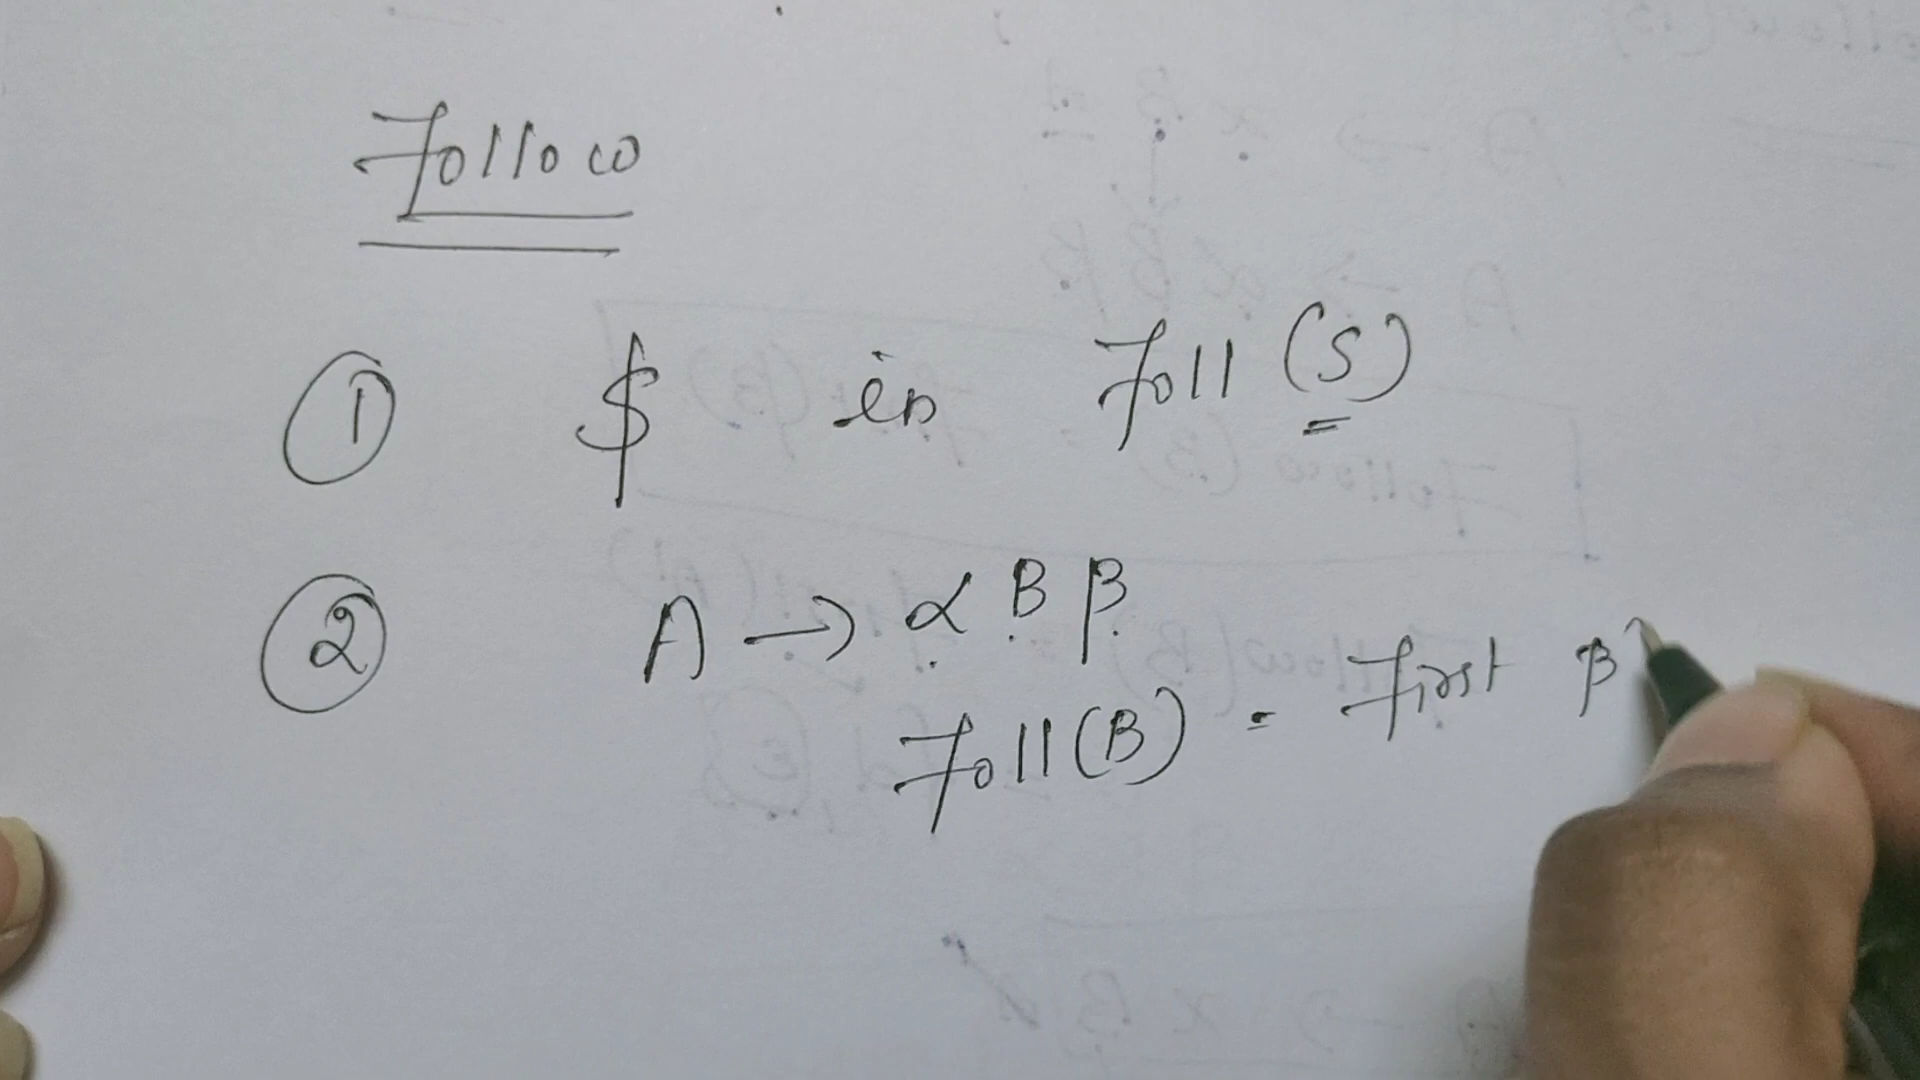 Follow
① $ in Foll (S)
② A → α B β
Foll (B) = First β